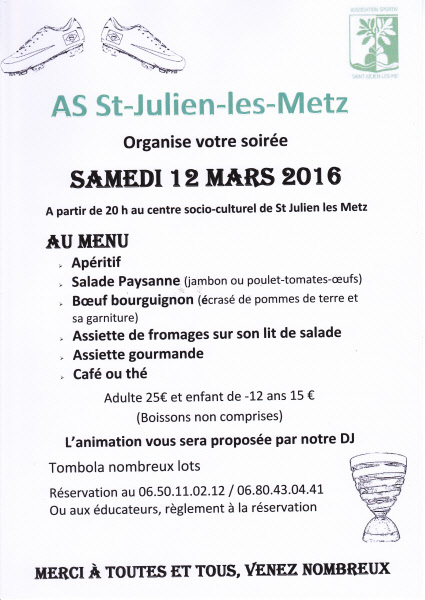 ASSOCIATION SPORTIVE
AS St-Julien-les-Metz
Organise votre soirée
SAMEDI 12 MARS 2016
A partir de 20 h au centre socio-culturel de St Julien les Metz
AU MENU
Apéritif
Salade Paysanne (jambon ou poulet-tomates-œufs)
Bœuf bourguignon (écrasé de pommes de terre et
sa garniture)
Assiette de fromages sur son lit de salade
Assiette gourmande
Café ou thé
Adulte 25€ et enfant de -12 ans 15 €
(Boissons non comprises)
L'animation vous sera proposée par notre DJ
Tombola nombreux lots
Réservation au 06.50.11.02.12 / 06.80.43.04.41
Ou aux éducateurs, règlement à la réservation
MERCI À TOUTES ET TOUS, VENEZ NOMBREUX